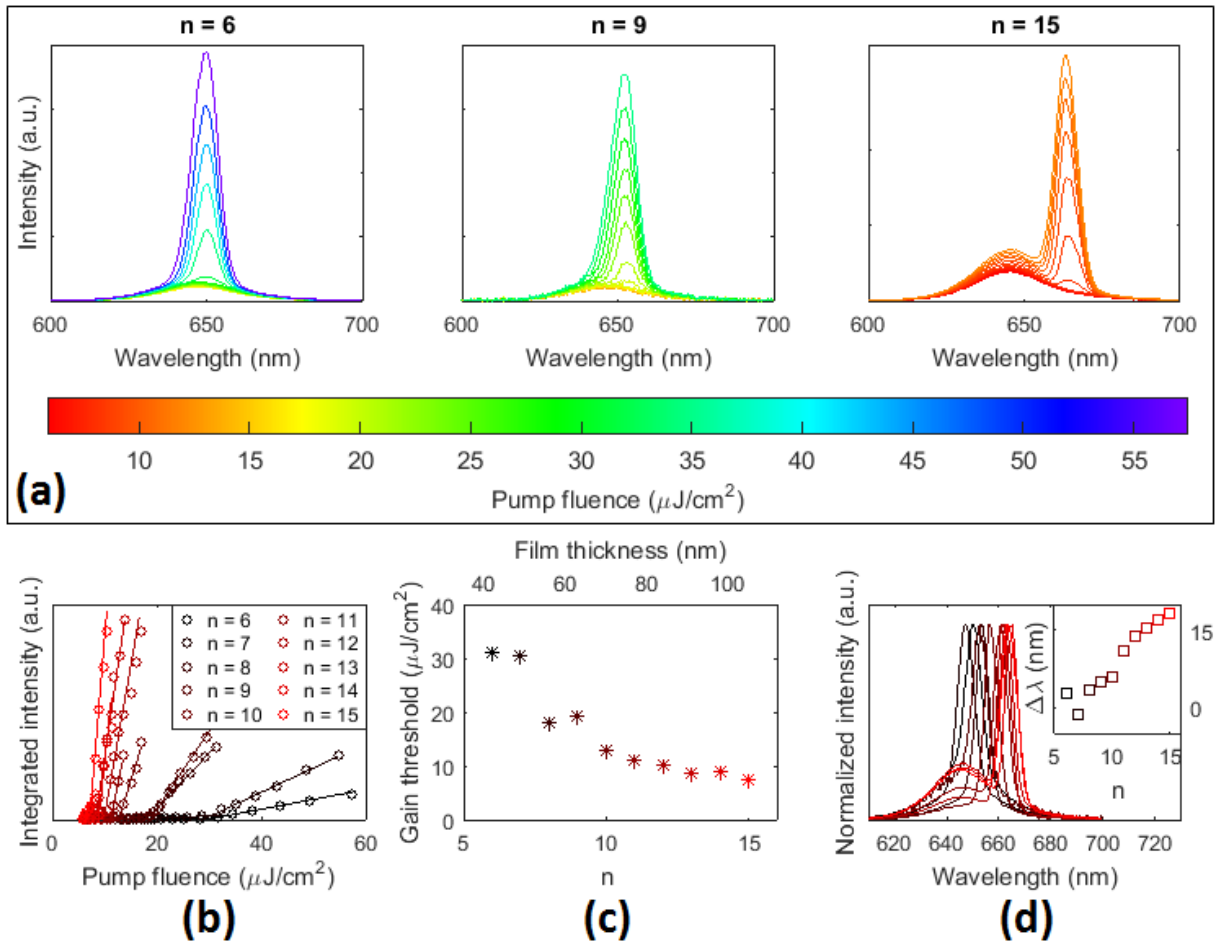 n = 6
n = 9
n = 15
Intensity (a.u.)
600 650 700
600 650 700
600 650 700
Wavelength (nm)
Wavelength (nm)
Wavelength (nm)
10 15 20 25 30 35 40 45 50 55
(a)
Pump fluence (μJ/cm²)
Integrated intensity (a.u.)
n = 6
n = 7
n = 8
n = 9
n = 10
n = 11
n = 12
n = 13
n = 14
n = 15
0 20 40 60
Pump fluence (μJ/cm²)
(b)
Film thickness (nm)
40 60 80 100
Gain threshold (μJ/cm²)
40
30
20
10
0
5 10 15
n
(c)
Normalized intensity (a.u.)
Δλ (nm)
15
0
5 10 15
n
620 640 660 680 700 720
Wavelength (nm)
(d)